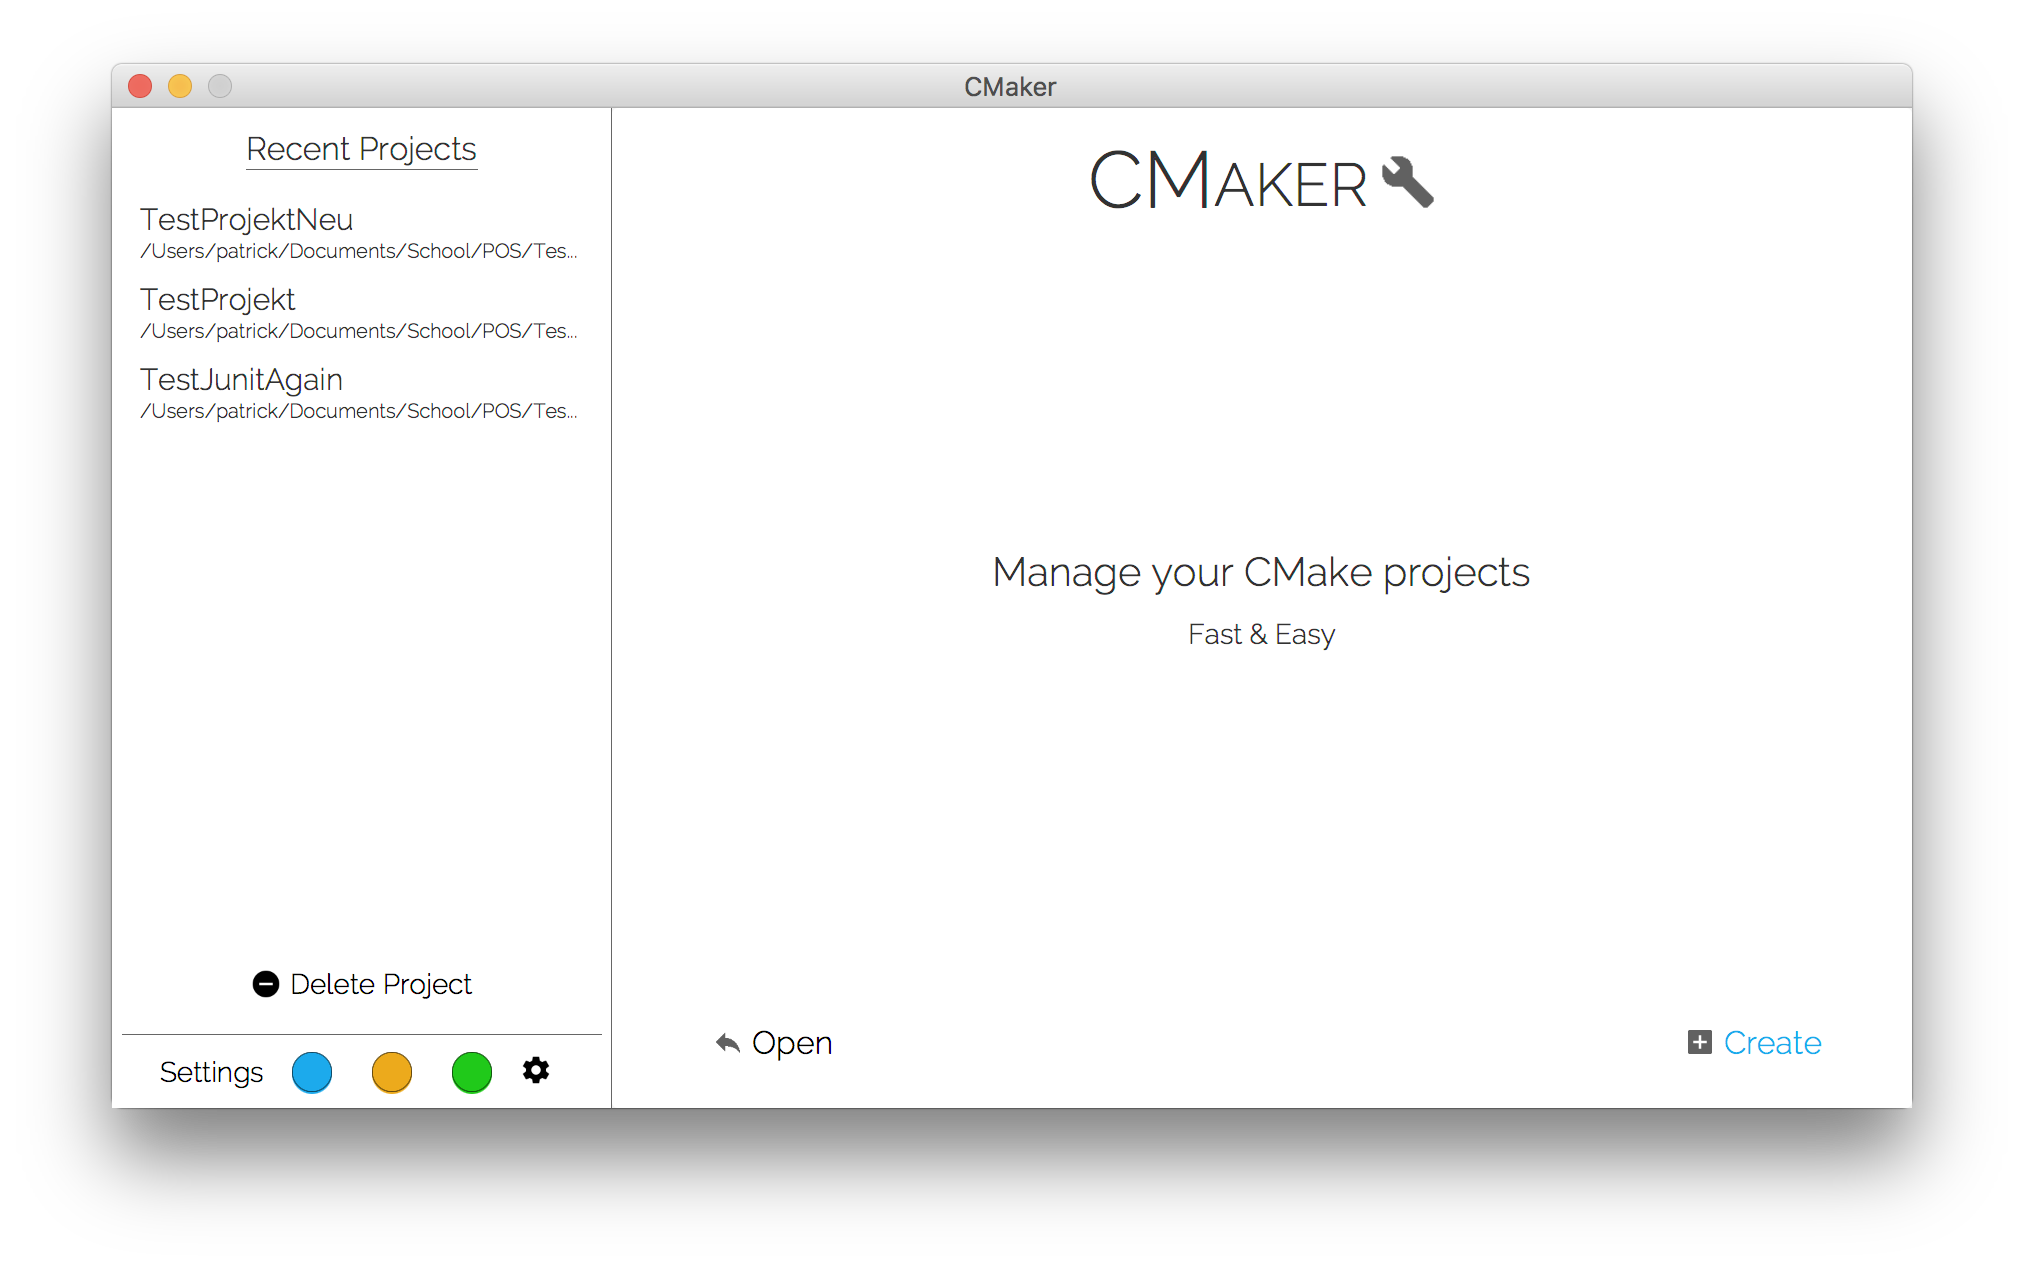 CMaker
Recent Projects
TestProjektNeu
/Users/patrick/Documents/School/POS/Tes...
TestProjekt
/Users/patrick/Documents/School/POS/Tes...
TestJunitAgain
/Users/patrick/Documents/School/POS/Tes...
Delete Project
Settings
CMAKER
Manage your CMake projects
Fast & Easy
Open
Create